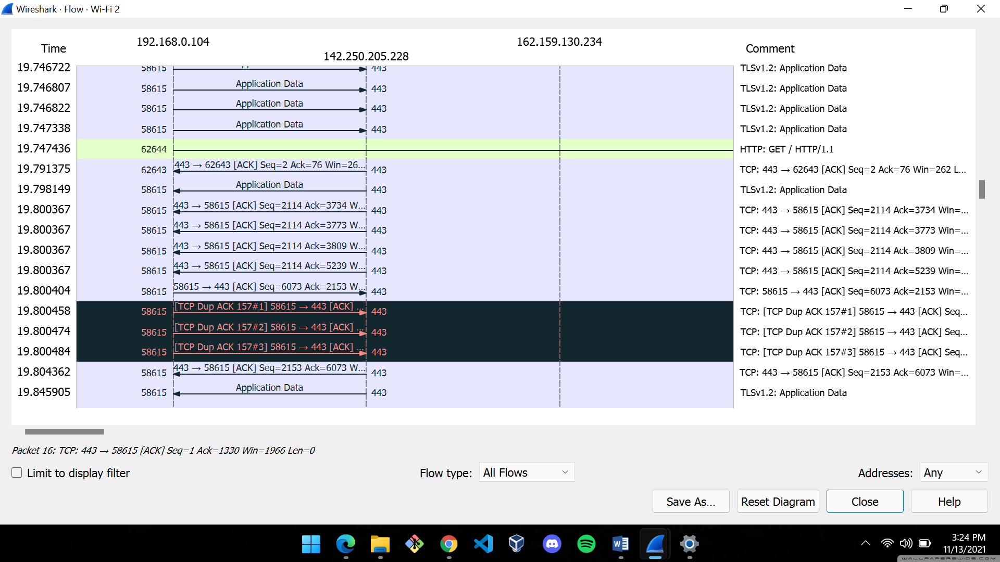 Wireshark · Flow · Wi-Fi 2
192.168.0.104 162.159.130.234
Time 142.250.205.228 Comment
19.746722 58615 443 TLSv1.2: Application Data
19.746807 58615 Application Data 443 TLSv1.2: Application Data
19.746822 58615 Application Data 443 TLSv1.2: Application Data
19.747338 58615 Application Data 443 TLSv1.2: Application Data
19.747436 62644 HTTP: GET / HTTP/1.1
19.791375 62643 443 → 62643 [ACK] Seq=2 Ack=76 Win=26... 443 TCP: 443 → 62643 [ACK] Seq=2 Ack=76 Win=262 L...
19.798149 58615 Application Data 443 TLSv1.2: Application Data
19.800367 58615 443 → 58615 [ACK] Seq=2114 Ack=3734 W... 443 TCP: 443 → 58615 [ACK] Seq=2114 Ack=3734 Win=...
19.800367 58615 443 → 58615 [ACK] Seq=2114 Ack=3773 W... 443 TCP: 443 → 58615 [ACK] Seq=2114 Ack=3773 Win=...
19.800367 58615 443 → 58615 [ACK] Seq=2114 Ack=3809 W... 443 TCP: 443 → 58615 [ACK] Seq=2114 Ack=3809 Win=...
19.800367 58615 443 → 58615 [ACK] Seq=2114 Ack=5239 W... 443 TCP: 443 → 58615 [ACK] Seq=2114 Ack=5239 Win=...
19.800404 58615 58615 → 443 [ACK] Seq=6073 Ack=2153 W... 443 TCP: 58615 → 443 [ACK] Seq=6073 Ack=2153 Win=...
19.800458 58615 [TCP Dup ACK 157#1] 58615 → 443 [ACK] ... 443 TCP: [TCP Dup ACK 157#1] 58615 → 443 [ACK] Seq...
19.800474 58615 [TCP Dup ACK 157#2] 58615 → 443 [ACK] ... 443 TCP: [TCP Dup ACK 157#2] 58615 → 443 [ACK] Seq...
19.800484 58615 [TCP Dup ACK 157#3] 58615 → 443 [ACK] ... 443 TCP: [TCP Dup ACK 157#3] 58615 → 443 [ACK] Seq...
19.804362 58615 443 → 58615 [ACK] Seq=2153 Ack=6073 W... 443 TCP: 443 → 58615 [ACK] Seq=2153 Ack=6073 Win=...
19.845905 58615 Application Data 443 TLSv1.2: Application Data
Packet 16: TCP: 443 → 58615 [ACK] Seq=1 Ack=1330 Win=1966 Len=0
Limit to display filter Flow type: All Flows Addresses: Any
Save As... Reset Diagram Close Help
3:24 PM
11/13/2021
WALLPAPERSWIDE.COM